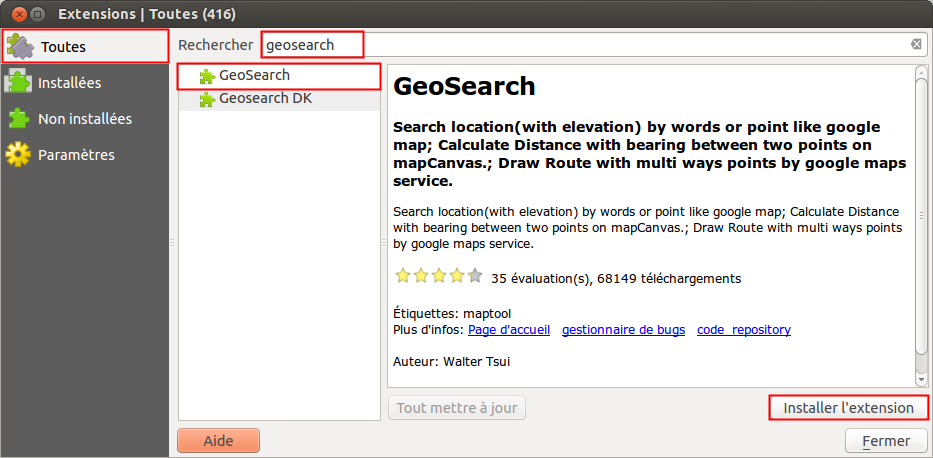 Extensions | Toutes (416)
Toutes
Installées
Non installées
Paramètres
Rechercher geosearch
GeoSearch
Geosearch DK
GeoSearch
Search location(with elevation) by words or point like google
map; Calculate Distance with bearing between two points on
mapCanvas.; Draw Route with multi ways points by google maps
service.
Search location(with elevation) by words or point like google map; Calculate Distance
with bearing between two points on mapCanvas.; Draw Route with multi ways points
by google maps service.
35 évaluation(s), 68149 téléchargements
Étiquettes: maptool
Plus d'infos: Page d'accueil gestionnaire de bugs code_repository
Auteur: Walter Tsui
Tout mettre à jour
Installer l'extension
Aide
Fermer